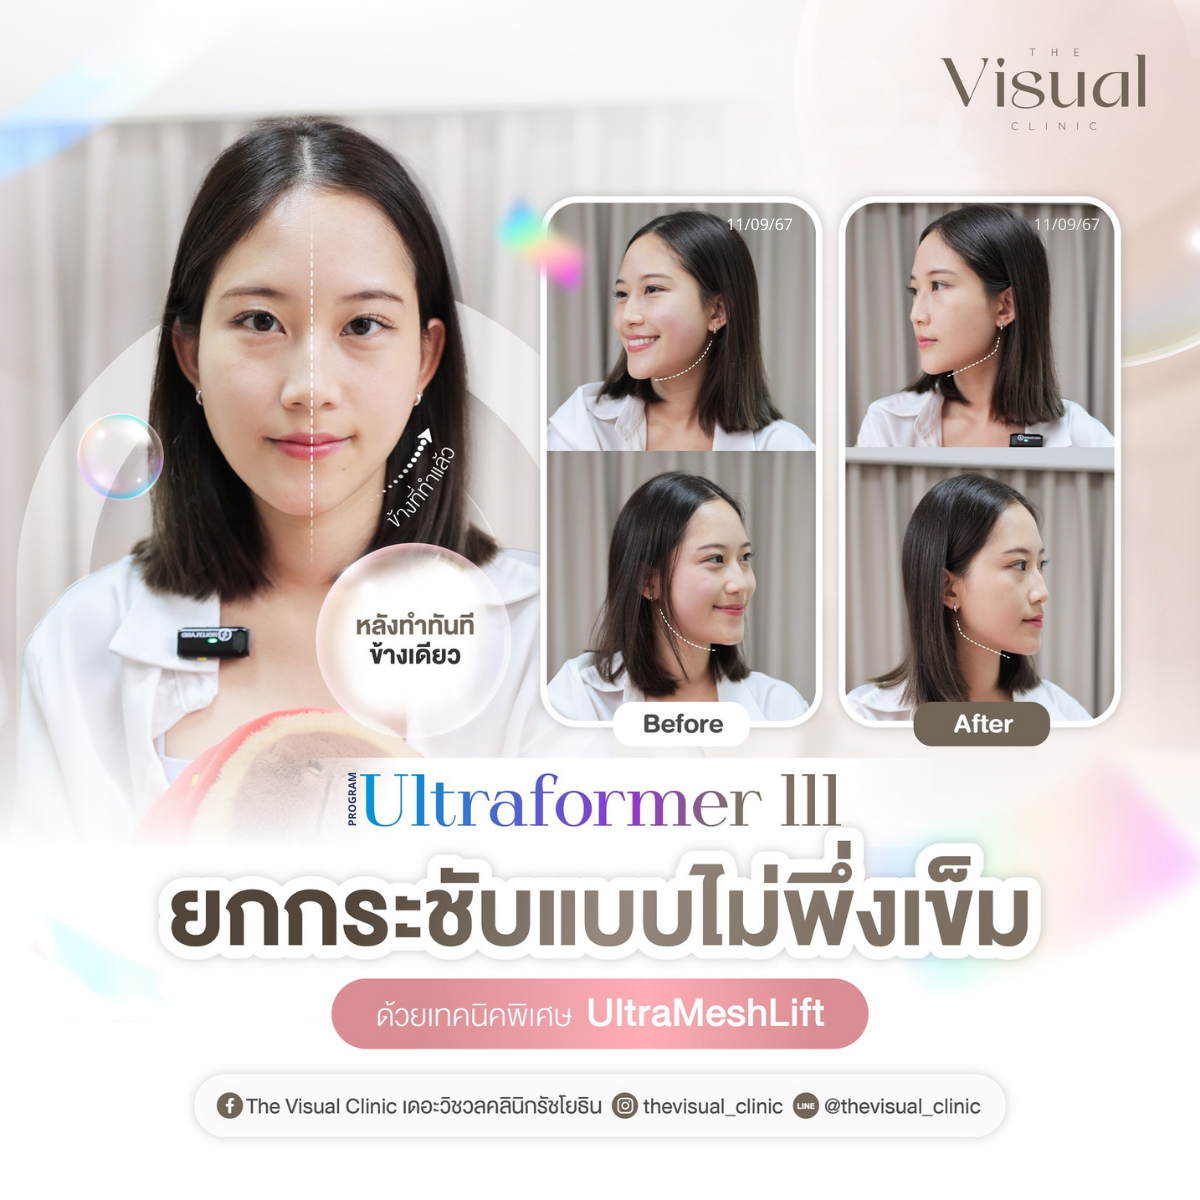 THE
Visual
CLINIC
11/09/67
11/09/67
ข้างที่ทำแล้ว
หลังทำทันที
ข้างเดียว
Before
After
PROGRAM
Ultraformer lll
ยกกระชับแบบไม่พึ่งเข็ม
ด้วยเทคนิคพิเศษ UltraMeshLift
The Visual Clinic เดอะวิชวลคลินิกรัชโยธิน thevisual_clinic LINE @thevisual_clinic